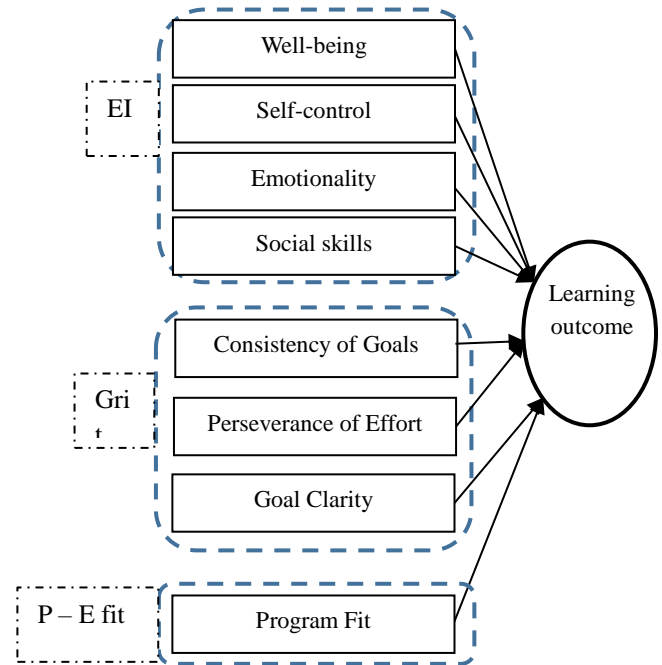 Well-being
EI
Self-control
Emotionality
Social skills
Learning
outcome
Consistency of Goals
Gri
t
Perseverance of Effort
Goal Clarity
P – E fit
Program Fit